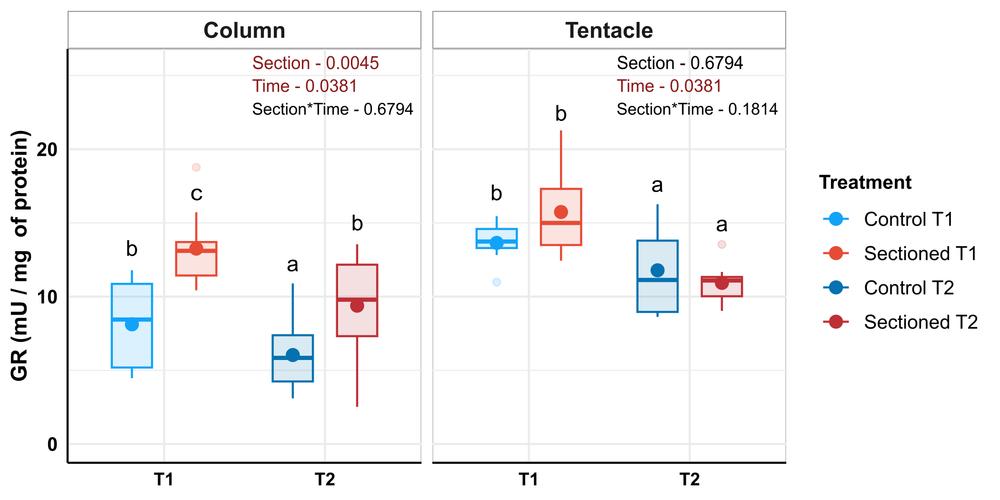 Column
Section - 0.0045
Time - 0.0381
Section*Time - 0.6794
Tentacle
Section - 0.6794
Time - 0.0381
Section*Time - 0.1814
GR (mU / mg  of protein)
20
10
0
b
c
a
b
b
b
a
a
T1
T2
T1
T2
Treatment
Control T1
Sectioned T1
Control T2
Sectioned T2